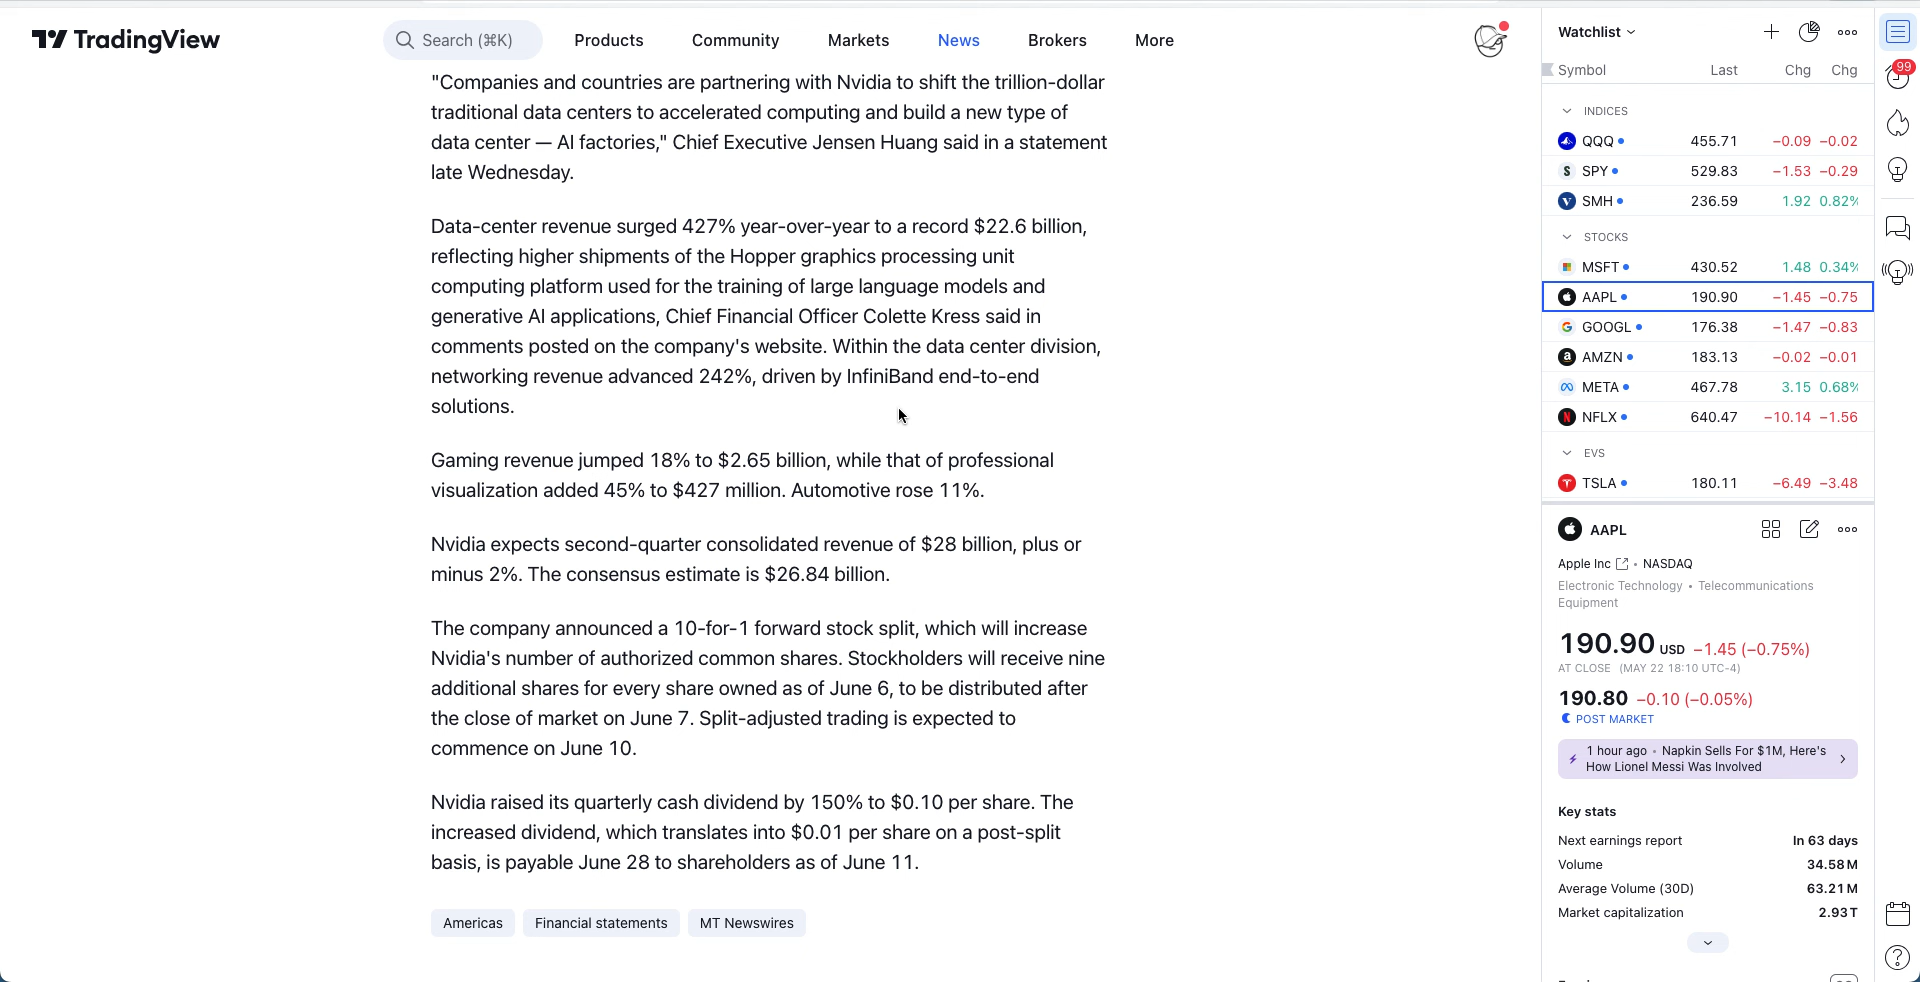 TradingView
Search (⌘K)
Products
Community
Markets
News
Brokers
More
"Companies and countries are partnering with Nvidia to shift the trillion-dollar
traditional data centers to accelerated computing and build a new type of
data center — AI factories," Chief Executive Jensen Huang said in a statement
late Wednesday.
Data-center revenue surged 427% year-over-year to a record $22.6 billion,
reflecting higher shipments of the Hopper graphics processing unit
computing platform used for the training of large language models and
generative AI applications, Chief Financial Officer Colette Kress said in
comments posted on the company's website. Within the data center division,
networking revenue advanced 242%, driven by InfiniBand end-to-end
solutions.
Gaming revenue jumped 18% to $2.65 billion, while that of professional
visualization added 45% to $427 million. Automotive rose 11%.
Nvidia expects second-quarter consolidated revenue of $28 billion, plus or
minus 2%. The consensus estimate is $26.84 billion.
The company announced a 10-for-1 forward stock split, which will increase
Nvidia's number of authorized common shares. Stockholders will receive nine
additional shares for every share owned as of June 6, to be distributed after
the close of market on June 7. Split-adjusted trading is expected to
commence on June 10.
Nvidia raised its quarterly cash dividend by 150% to $0.10 per share. The
increased dividend, which translates into $0.01 per share on a post-split
basis, is payable June 28 to shareholders as of June 11.
Americas
Financial statements
MT Newswires
Watchlist
Symbol Last Chg Chg
INDICES
QQQ 455.71 −0.09 −0.02
SPY 529.83 −1.53 −0.29
SMH 236.59 1.92 0.82%
STOCKS
MSFT 430.52 1.48 0.34%
AAPL 190.90 −1.45 −0.75
GOOGL 176.38 −1.47 −0.83
AMZN 183.13 −0.02 −0.01
META 467.78 3.15 0.68%
NFLX 640.47 −10.14 −1.56
EVS
TSLA 180.11 −6.49 −3.48
AAPL
Apple Inc • NASDAQ
Electronic Technology • Telecommunications
Equipment
190.90 USD −1.45 (−0.75%)
AT CLOSE (MAY 22 18:10 UTC-4)
190.80 −0.10 (−0.05%)
POST MARKET
1 hour ago • Napkin Sells For $1M, Here's
How Lionel Messi Was Involved
Key stats
Next earnings report In 63 days
Volume 34.58 M
Average Volume (30D) 63.21 M
Market capitalization 2.93 T
99